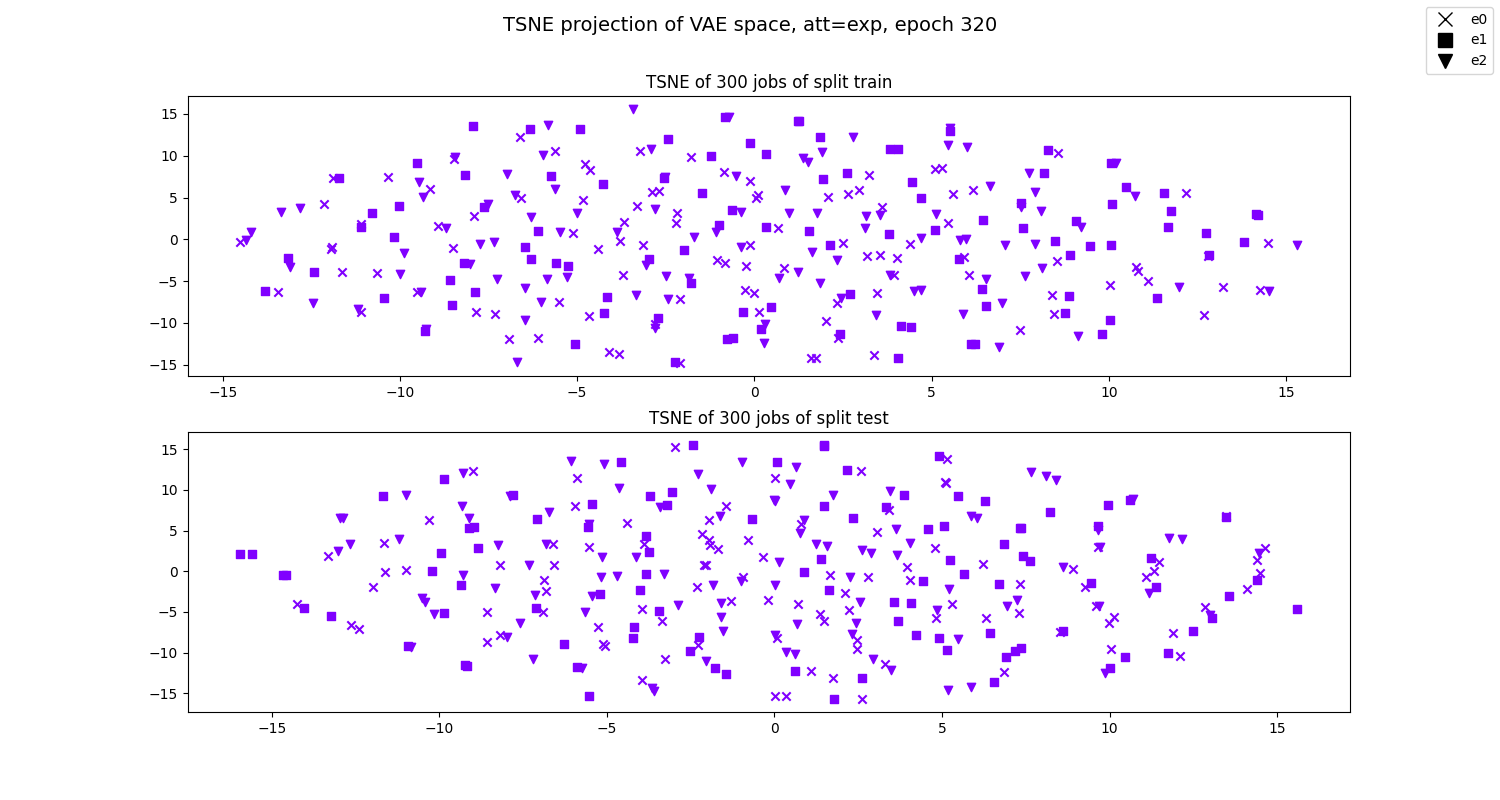 TSNE projection of VAE space, att=exp, epoch 320
e0
e1
e2
TSNE of 300 jobs of split train
15
10
5
0
−5
−10
−15
−15 −10 −5 0 5 10 15
TSNE of 300 jobs of split test
15
10
5
0
−5
−10
−15
−15 −10 −5 0 5 10 15